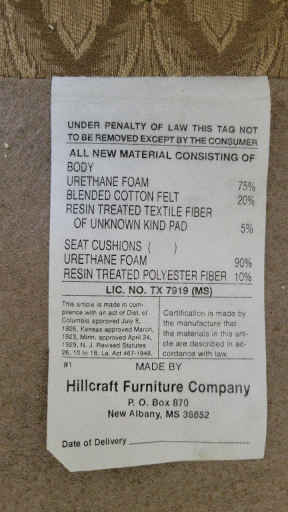 UNDER PENALTY OF LAW THIS TAG NOT
TO BE REMOVED EXCEPT BY THE CONSUMER
ALL NEW MATERIAL CONSISTING OF
BODY
URETHANE FOAM 75%
BLENDED COTTON FELT 20%
RESIN TREATED TEXTILE FIBER
OF UNKNOWN KIND PAD 5%
SEAT CUSHIONS ( )
URETHANE FOAM 90%
RESIN TREATED POLYESTER FIBER 10%
LIC. NO. TX 7919 (MS)
This article is made in com-
plience with an act of Dist. of
Columbia approved July 8,
1926, Kansas approved March,
1923, Minn. approved April 24,
1929, N. J. Revised Statutes
26, 10 to 18, La. Act 467-1948.
Certification is made by
the manufacture that
the materials in this arti-
cle are described in ac-
cordance with law.
#1
MADE BY
Hillcraft Furniture Company
P. O. Box 870
New Albany, MS 38652
Date of Delivery